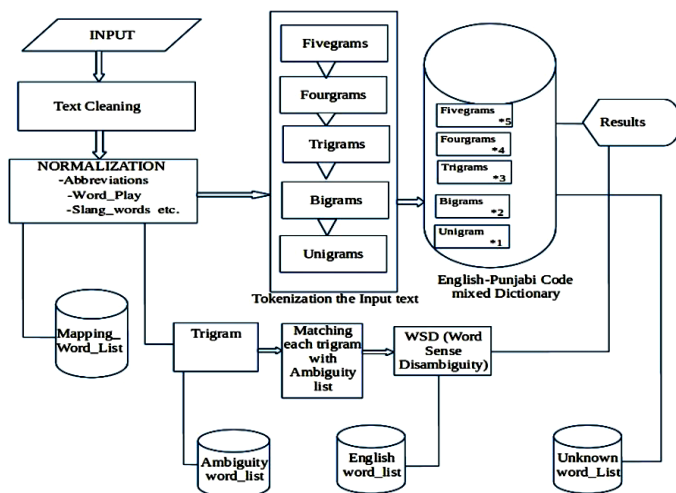 INPUT
Text Cleaning
NORMALIZATION
-Abbreviations
-Word_Play
-Slang_words etc.
Mapping_
Word_List
Fivegrams
Fourgrams
Trigrams
Bigrams
Unigrams
Tokenization the Input text
Fivegrams
*5
Fourgrams
*4
Trigrams
*3
Bigrams
*2
Unigram
*1
English-Punjabi Code
mixed Dictionary
Results
Trigram
Matching
each trigram
with
Ambiguity
list
WSD (Word
Sense
Disambiguity)
Ambiguity
word_list
English
word_list
Unknown
word_List